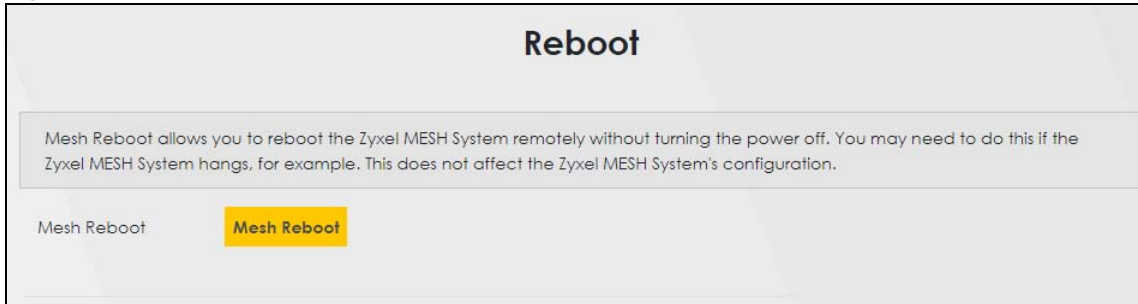 Reboot
Mesh Reboot allows you to reboot the Zyxel MESH System remotely without turning the power off. You may need to do this if the
Zyxel MESH System hangs, for example. This does not affect the Zyxel MESH System's configuration.
Mesh Reboot Mesh Reboot